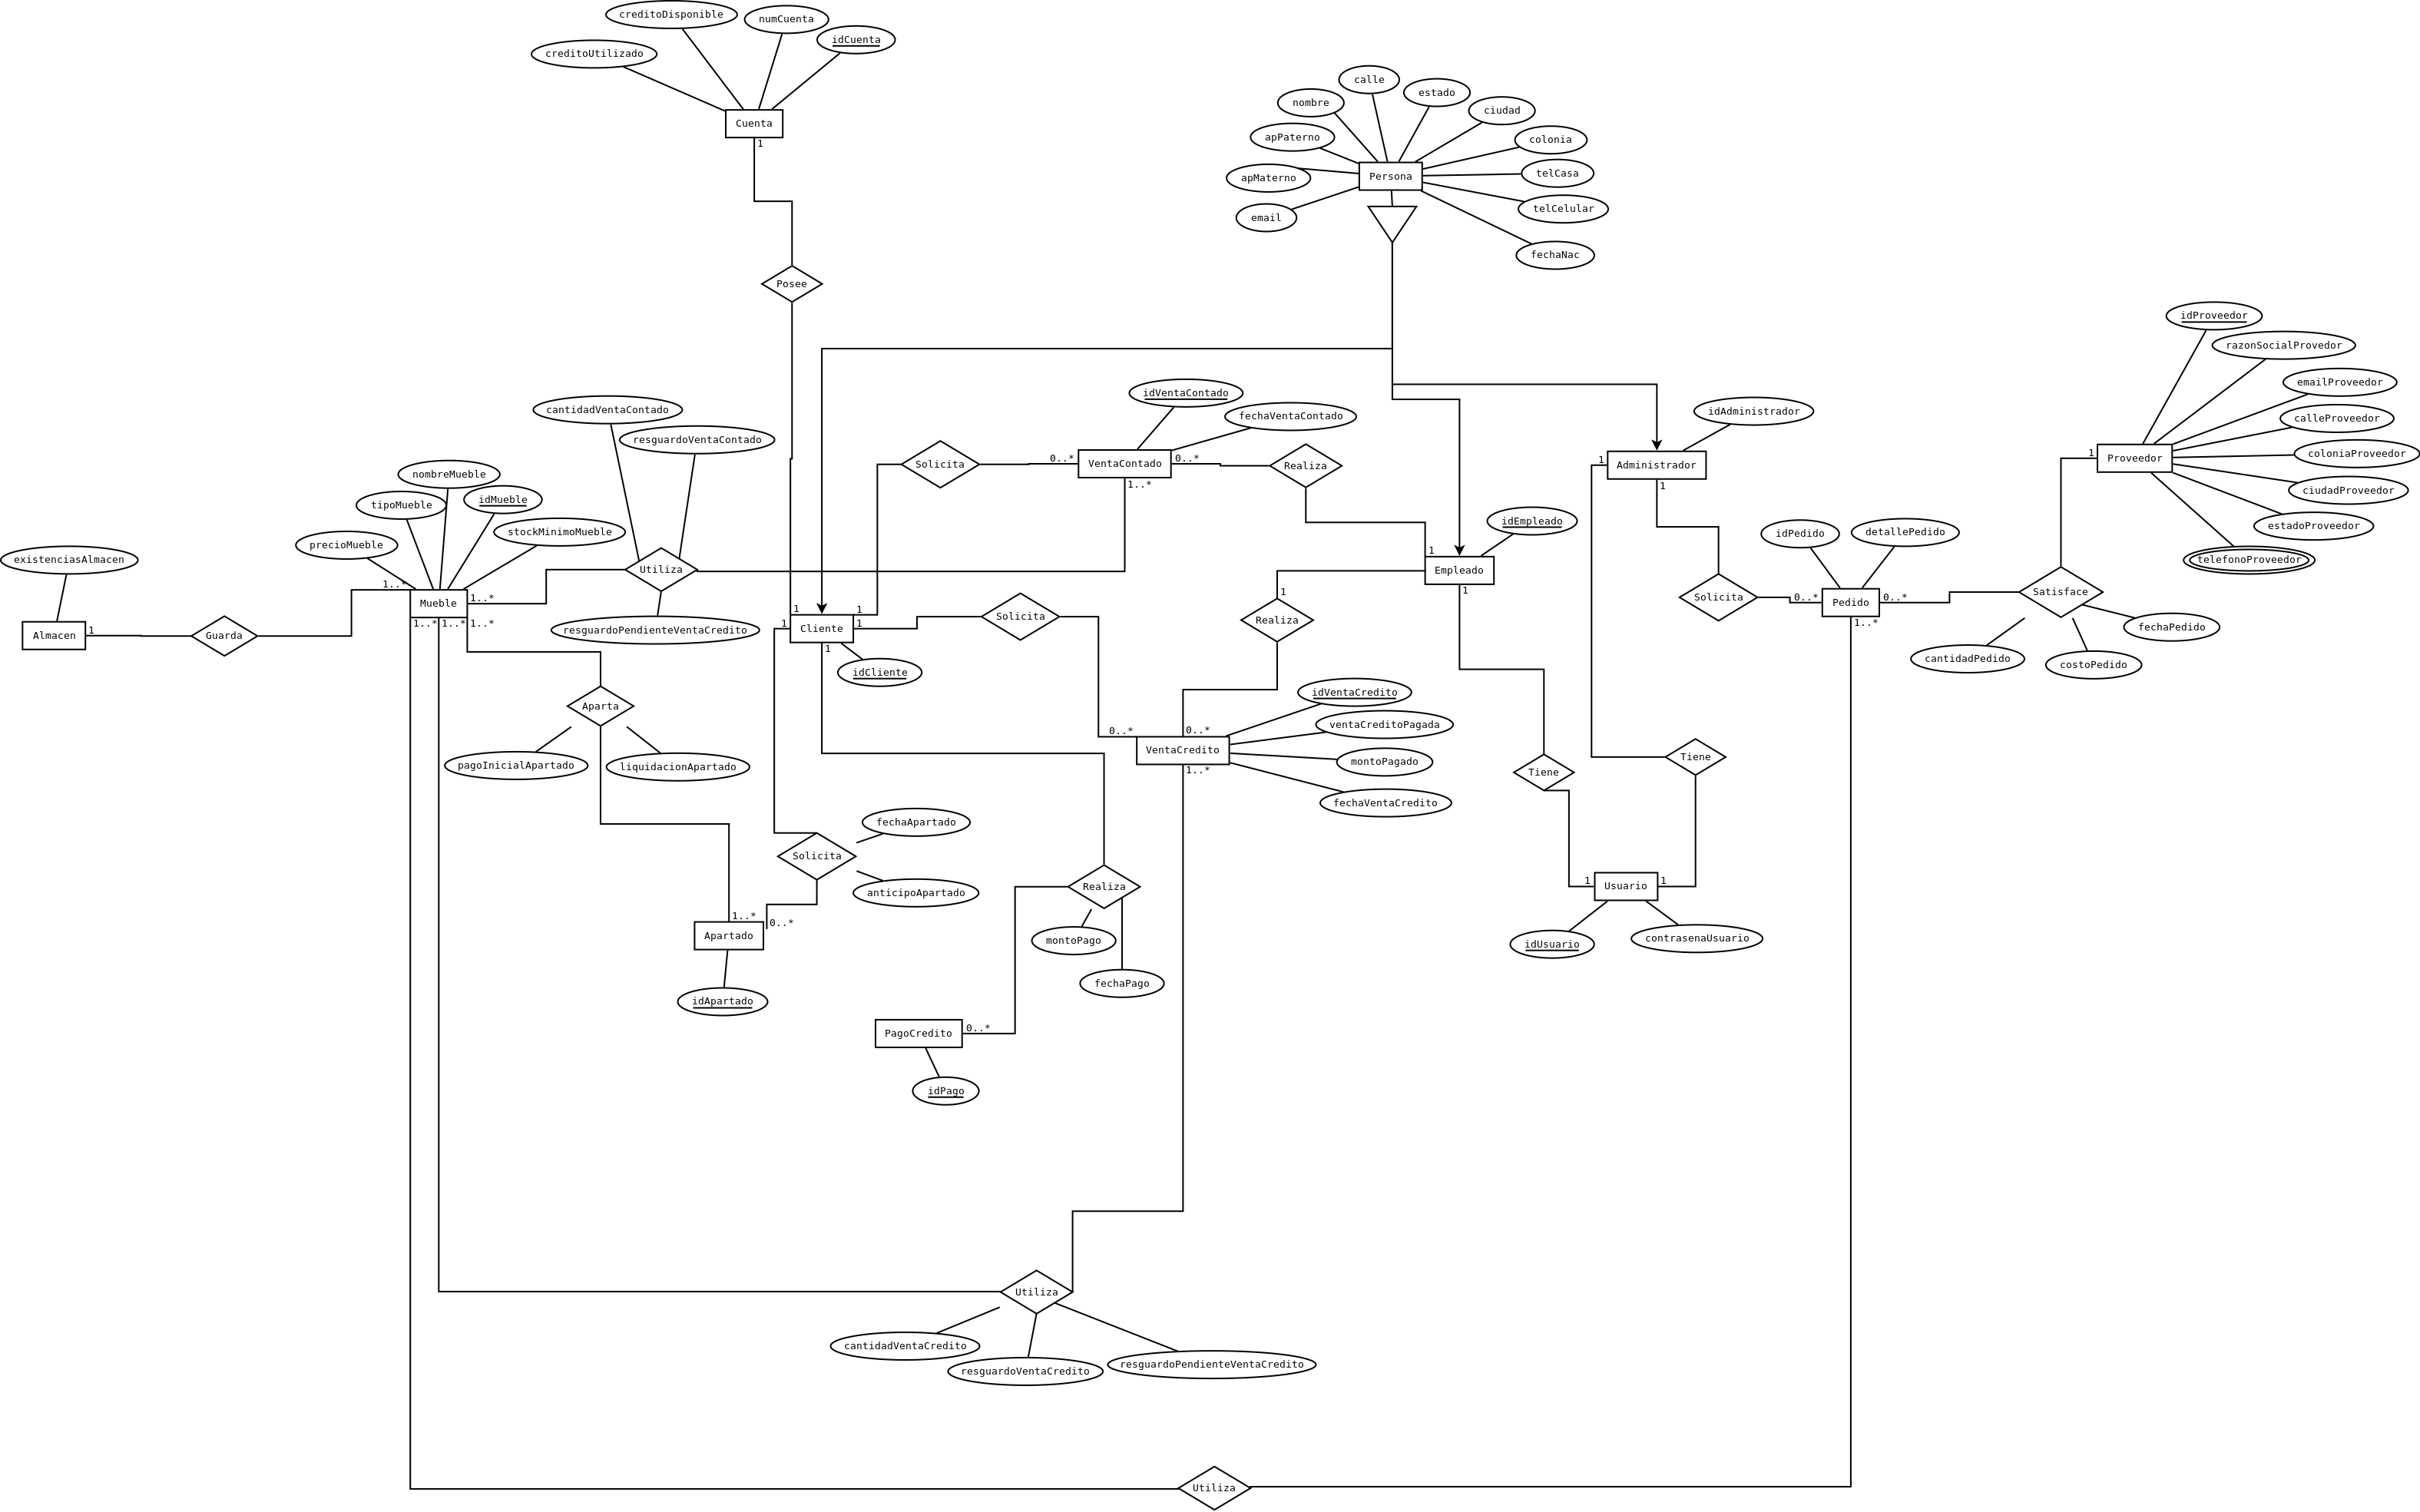 creditoDisponible
numCuenta
idCuenta
creditoUtilizado
Cuenta
1
calle
estado
nombre
ciudad
apPaterno
colonia
Persona
telCasa
apMaterno
telCelular
email
fechaNac
Posee
idProveedor
razonSocialProvedor
emailProveedor
calleProveedor
coloniaProveedor
1
Proveedor
ciudadProveedor
estadoProveedor
telefonoProveedor
idVentaContado
fechaVentaContado
idAdministrador
cantidadVentaContado
resguardoVentaContado
Solicita
0..*
VentaContado
0..*
Realiza
1..*
1
Administrador
1
nombreMueble
tipoMueble
idMueble
stockMinimoMueble
precioMueble
idEmpleado
idPedido
detallePedido
existenciasAlmacen
Utiliza
1
Empleado
1
1..*
1..*
Mueble
1..*
1..*
1..*
Almacen
1
Guarda
resguardoPendienteVentaCredito
1
1
1
Cliente
1
1
idCliente
Solicita
1
Realiza
Solicita
0..*
Pedido
0..*
1..*
Satisface
fechaPedido
cantidadPedido
costoPedido
Aparta
pagoInicialApartado
liquidacionApartado
idVentaCredito
ventaCreditoPagada
0..*
0..*
VentaCredito
1..*
montoPagado
fechaVentaCredito
Tiene
Tiene
fechaApartado
Solicita
anticipoApartado
Realiza
1
Usuario
1
1..*
0..*
Apartado
montoPago
idUsuario
contrasenaUsuario
fechaPago
idApartado
PagoCredito
0..*
idPago
Utiliza
cantidadVentaCredito
resguardoVentaCredito
resguardoPendienteVentaCredito
Utiliza